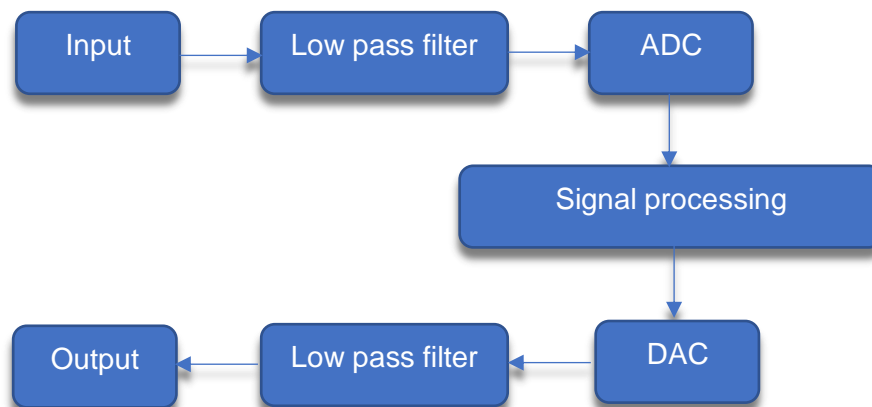 Input
Low pass filter
ADC
Signal processing
DAC
Low pass filter
Output